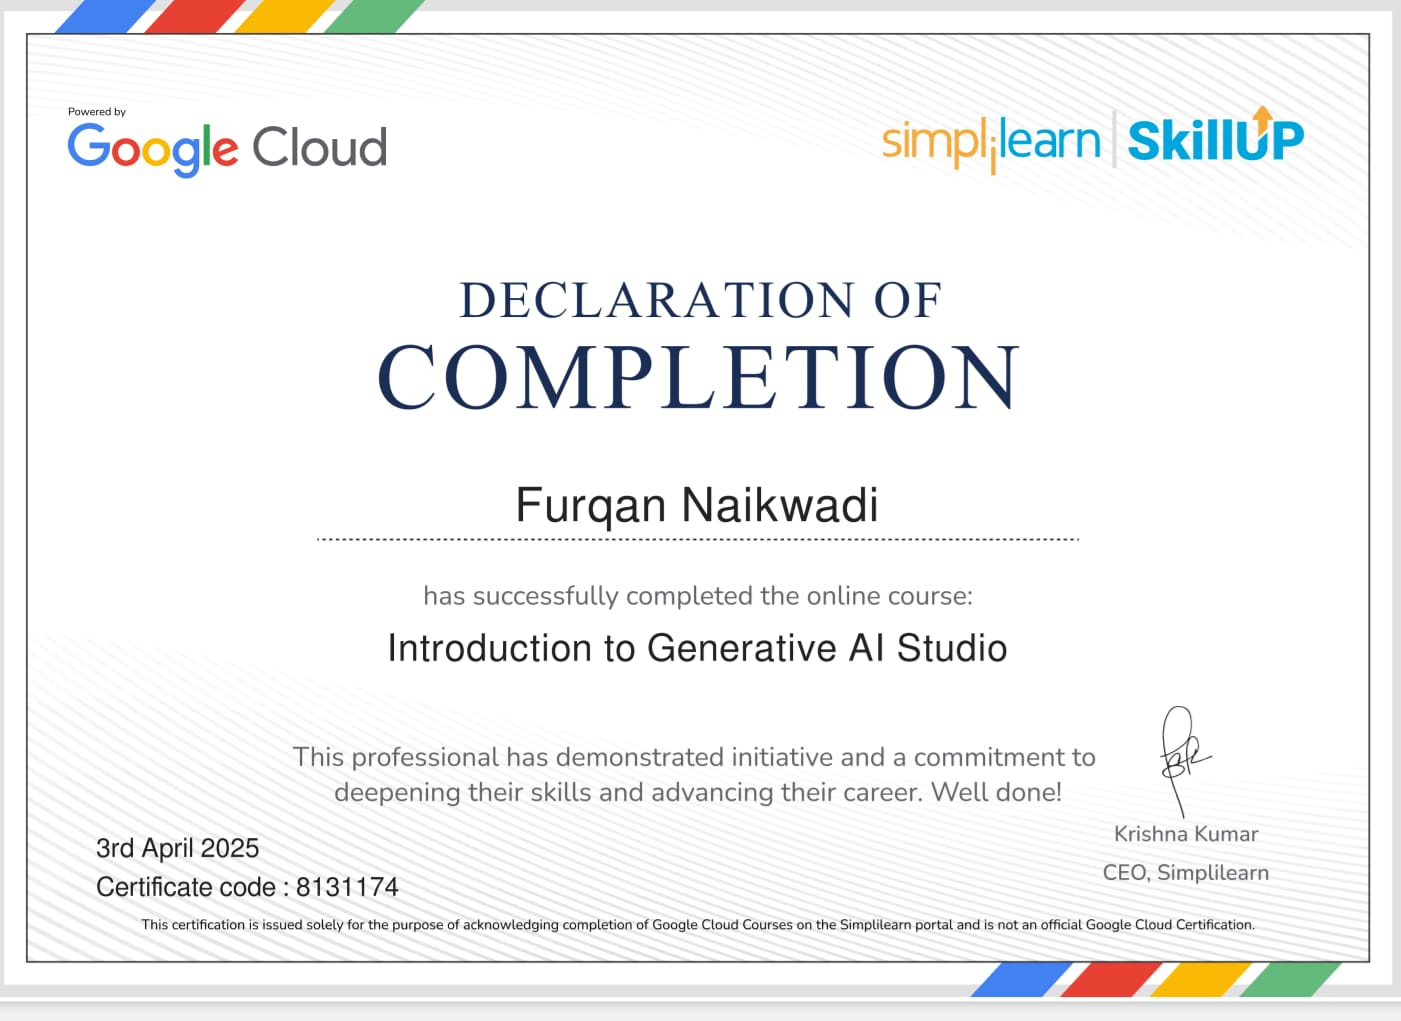 Powered by
Google Cloud
simplilearn | SkillUP
DECLARATION OF
COMPLETION
Furqan Naikwadi
has successfully completed the online course:
Introduction to Generative AI Studio
This professional has demonstrated initiative and a commitment to
deepening their skills and advancing their career. Well done!
3rd April 2025
Certificate code : 8131174
Krishna Kumar
CEO, Simplilearn
This certification is issued solely for the purpose of acknowledging completion of Google Cloud Courses on the Simplilearn portal and is not an official Google Cloud Certification.